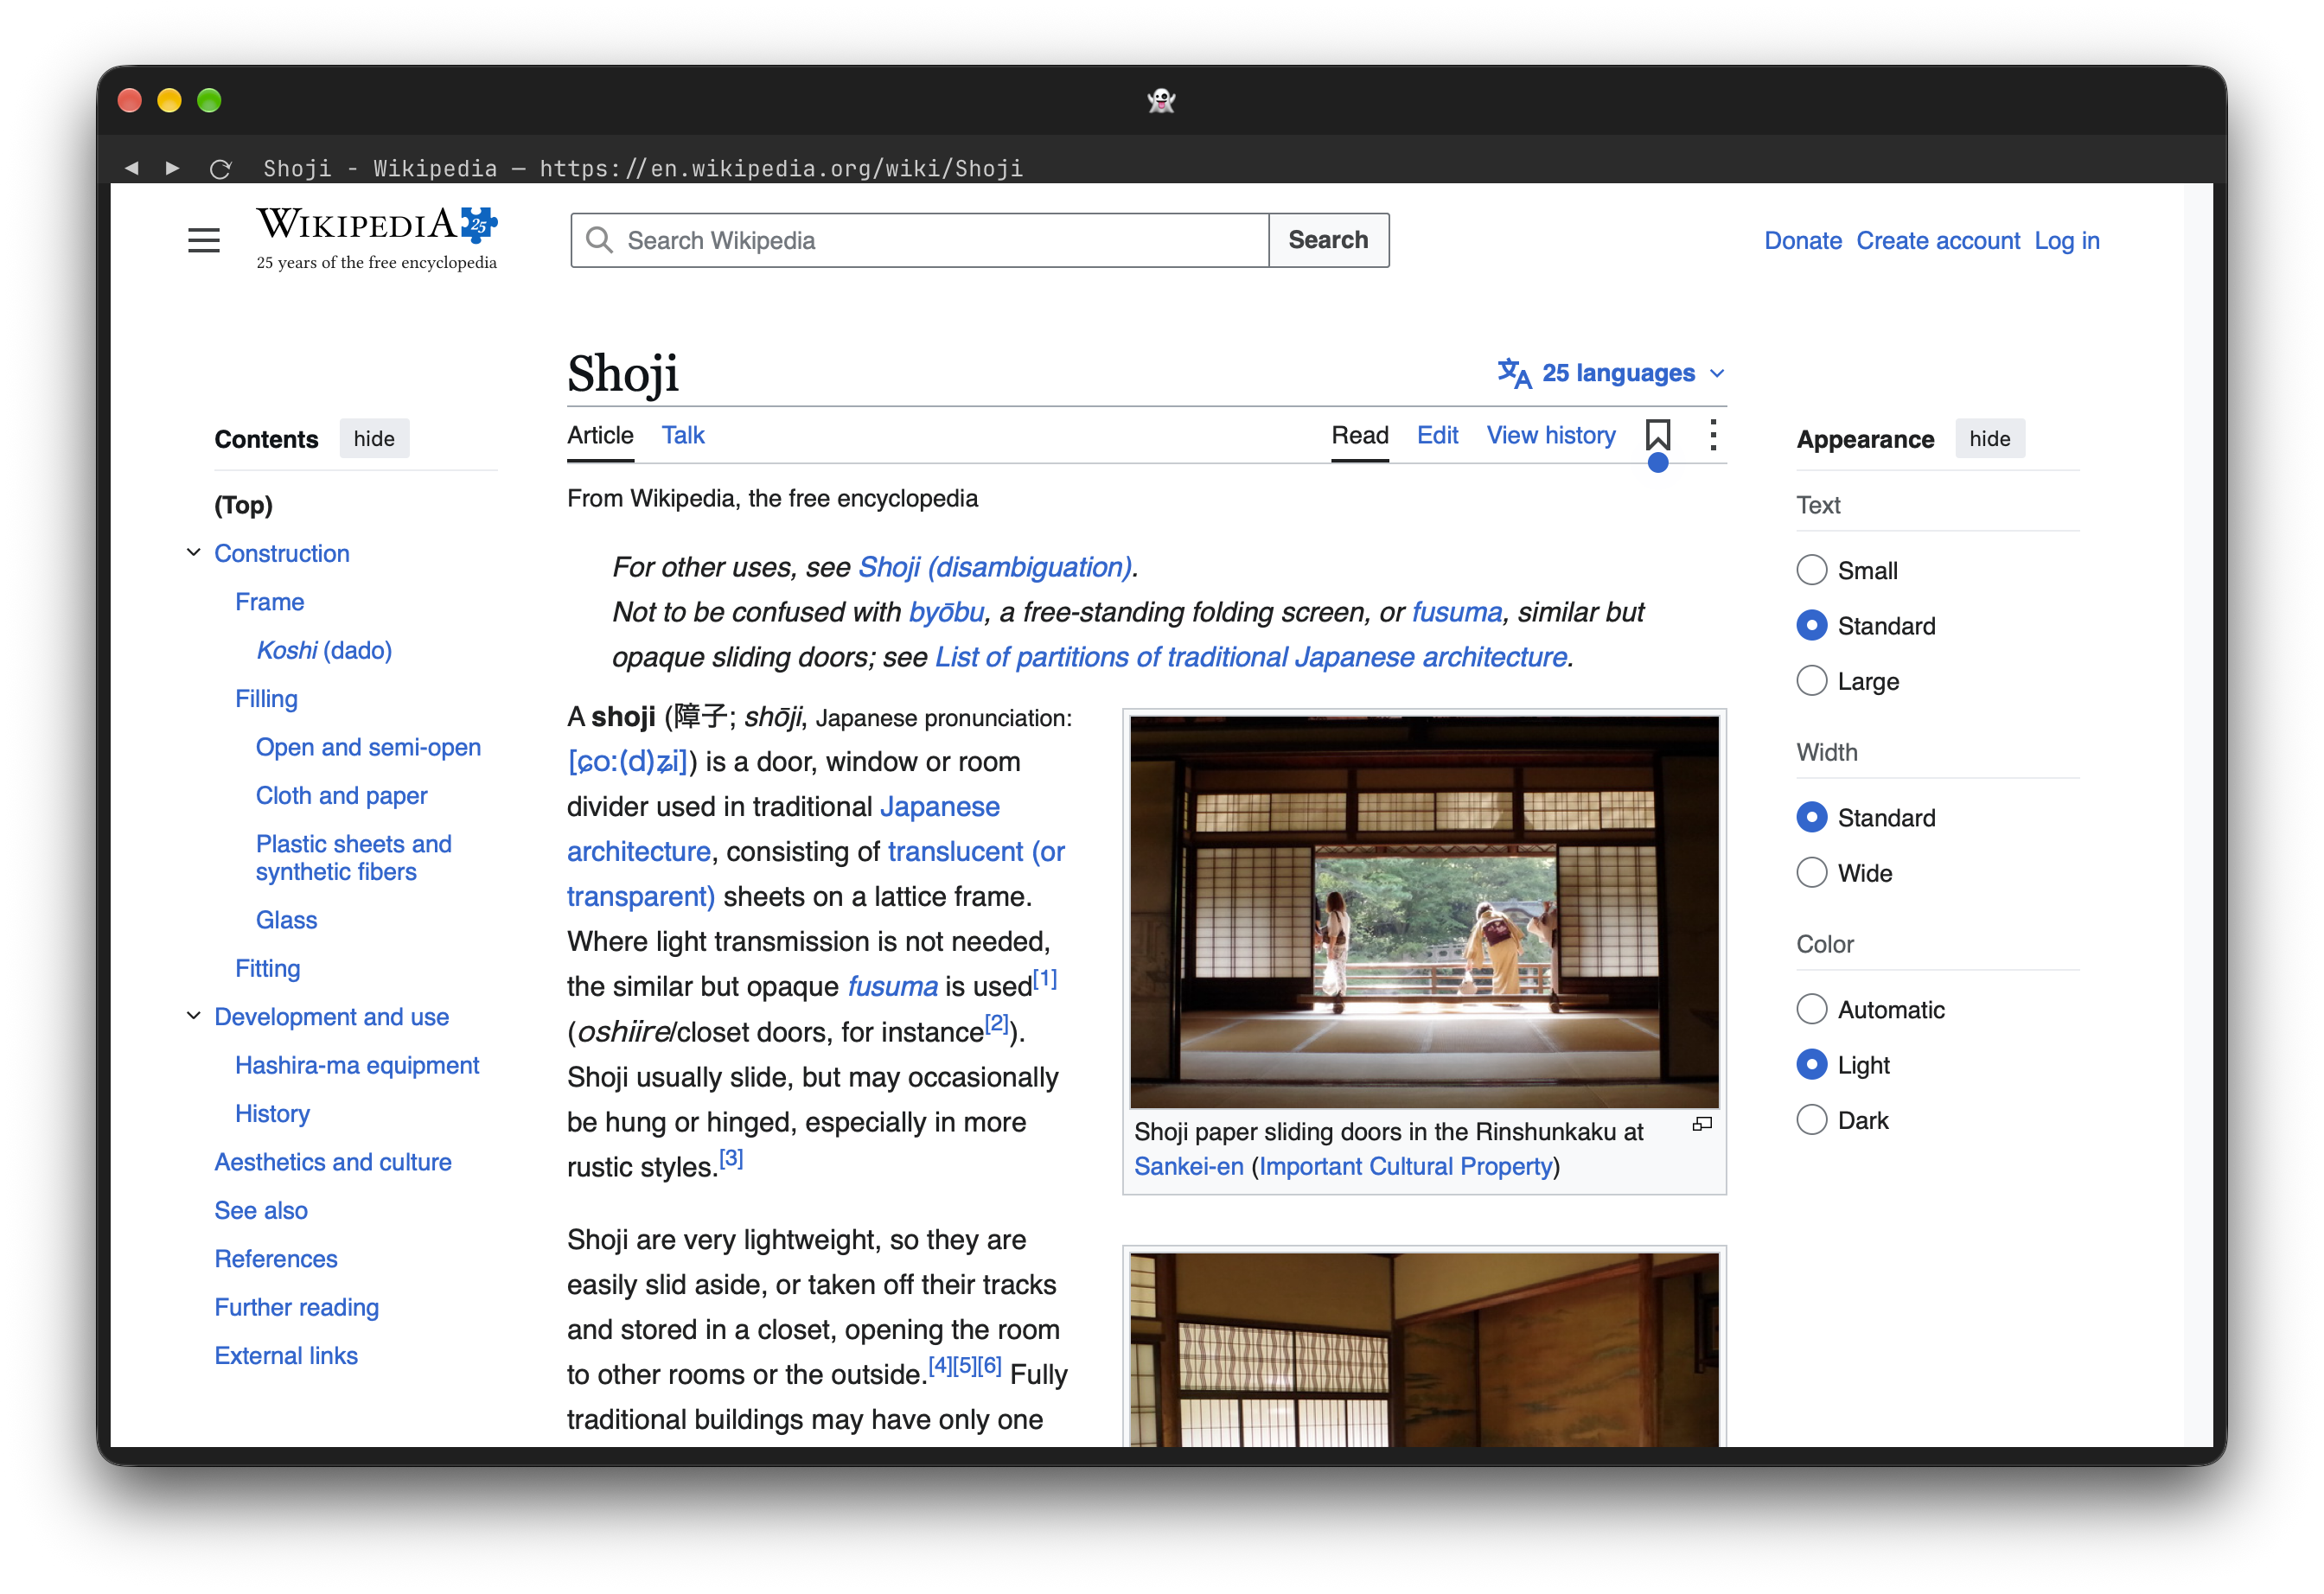 Shoji - Wikipedia — https://en.wikipedia.org/wiki/Shoji
WIKIPEDIA 25
25 years of the free encyclopedia
Search Wikipedia
Search
Donate Create account Log in
Contents hide
(Top)
Construction
Frame
Koshi (dado)
Filling
Open and semi-open
Cloth and paper
Plastic sheets and
synthetic fibers
Glass
Fitting
Development and use
Hashira-ma equipment
History
Aesthetics and culture
See also
References
Further reading
External links
Shoji
文A 25 languages
Article Talk
Read Edit View history
From Wikipedia, the free encyclopedia
For other uses, see Shoji (disambiguation).
Not to be confused with byōbu, a free-standing folding screen, or fusuma, similar but
opaque sliding doors; see List of partitions of traditional Japanese architecture.
A shoji (障子; shōji, Japanese pronunciation:
[ɕoː(d)ʑi]) is a door, window or room
divider used in traditional Japanese
architecture, consisting of translucent (or
transparent) sheets on a lattice frame.
Where light transmission is not needed,
the similar but opaque fusuma is used[1]
(oshiire/closet doors, for instance[2]).
Shoji usually slide, but may occasionally
be hung or hinged, especially in more
rustic styles.[3]
Shoji are very lightweight, so they are
easily slid aside, or taken off their tracks
and stored in a closet, opening the room
to other rooms or the outside.[4][5][6] Fully
traditional buildings may have only one
Shoji paper sliding doors in the Rinshunkaku at
Sankei-en (Important Cultural Property)
Appearance hide
Text
Small
Standard
Large
Width
Standard
Wide
Color
Automatic
Light
Dark